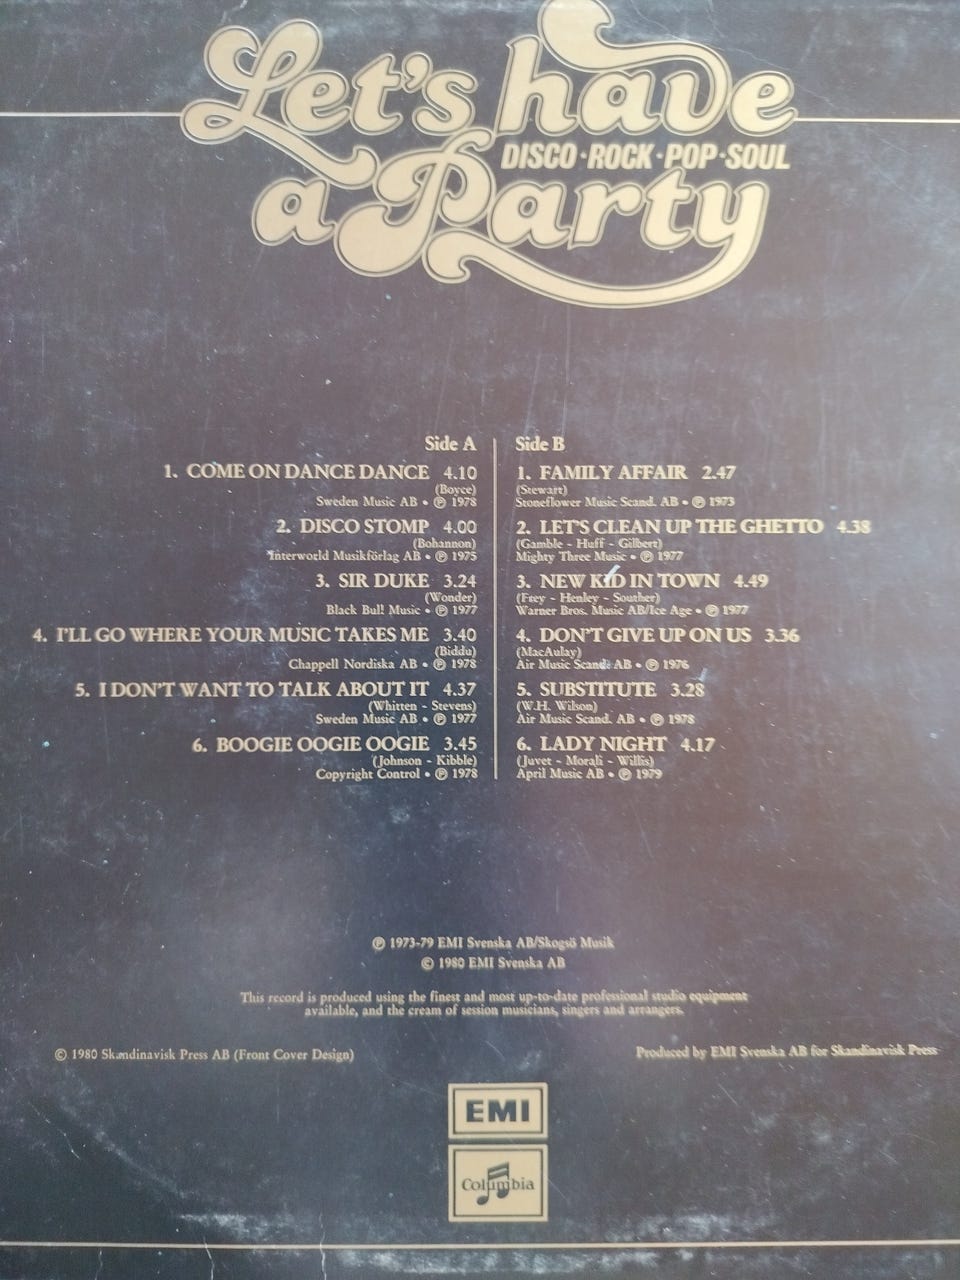 Let's have
DISCO·ROCK·POP·SOUL
a Party
Side A
1. COME ON DANCE DANCE 4.10
(Boyce)
Sweden Music AB • ℗ 1978
2. DISCO STOMP 4.00
(Bohannon)
Interworld Musikförlag AB • ℗ 1975
3. SIR DUKE 3.24
(Wonder)
Black Bull Music • ℗ 1977
4. I'LL GO WHERE YOUR MUSIC TAKES ME 3.40
(Biddu)
Chappell Nordiska AB • ℗ 1978
5. I DON'T WANT TO TALK ABOUT IT 4.37
(Whitten - Stevens)
Sweden Music AB • ℗ 1977
6. BOOGIE OOGIE OOGIE 3.45
(Johnson - Kibble)
Copyright Control • ℗ 1978
Side B
1. FAMILY AFFAIR 2.47
(Stewart)
Stoneflower Music Scand. AB • ℗ 1973
2. LET'S CLEAN UP THE GHETTO 4.38
(Gamble - Huff - Gilbert)
Mighty Three Music • ℗ 1977
3. NEW KID IN TOWN 4.49
(Frey - Henley - Souther)
Warner Bros. Music AB/Ice Age • ℗ 1977
4. DON'T GIVE UP ON US 3.36
(MacAulay)
Air Music Scand. AB • ℗ 1976
5. SUBSTITUTE 3.28
(W.H. Wilson)
Air Music Scand. AB • ℗ 1978
6. LADY NIGHT 4.17
(Juvet - Morali - Willis)
April Music AB • ℗ 1979
℗ 1973-79 EMI Svenska AB/Skogsö Musik
© 1980 EMI Svenska AB
This record is produced using the finest and most up-to-date professional studio equipment
available, and the cream of session musicians, singers and arrangers.
© 1980 Skandinavisk Press AB (Front Cover Design)
Produced by EMI Svenska AB for Skandinavisk Press
EMI
Columbia